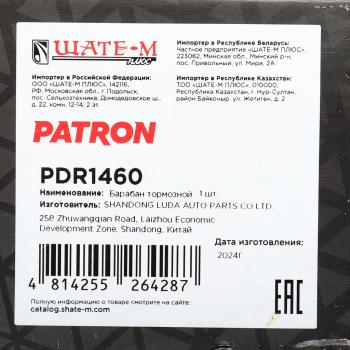 ШАТЕ-М
ПЛЮС
Импортер в Республике Беларусь:
Частное предприятие «ШАТЕ-М ПЛЮС»,
223062, Минская обл., Минский р-н,
пос. Привольный, ул. Мира, 2А
Импортер в Российской Федерации:
ООО «ШАТЕ-М ПЛЮС», 142116,
РФ, Московская обл., г. Подольск,
пос. Сельхозтехника, Домодедовское ш.,
д. 22, комн. 12-14, 2 эт.
Импортер в Республике Казахстан:
ТОО «ШАТЕ-М ПЛЮС», 010000,
Республика Казахстан, г. Нур-Султан,
район Байконыр, ул. Жетиген, д. 2
PATRON
PDR1460
Наименование: Барабан тормозной 1 шт
Изготовитель: SHANDONG LUDA AUTO PARTS CO.LTD.
258 Zhuwangqian Road, Laizhou Economic
Development Zone, Shandong, Китай
Дата изготовления:
2024г.
4 814255 264287
EAC
Полную информацию о товаре смотрите на сайте:
catalog.shate-m.com